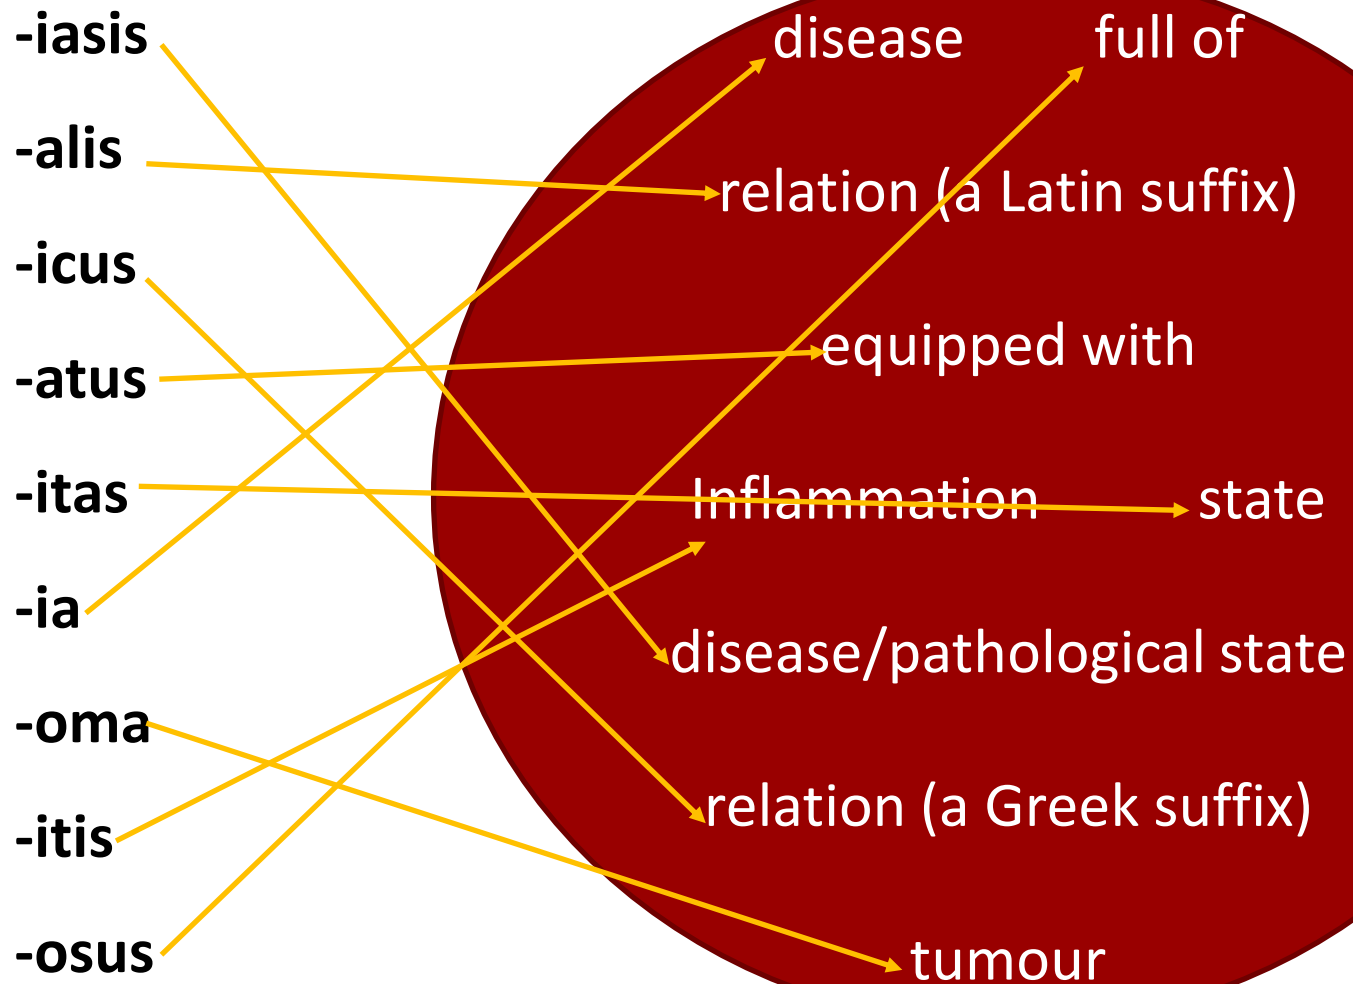 -iasis
-alis
-icus
-atus
-itas
-ia
-oma
-itis
-osus
disease full of
relation (a Latin suffix)
equipped with
Inflammation state
disease/pathological state
relation (a Greek suffix)
tumour